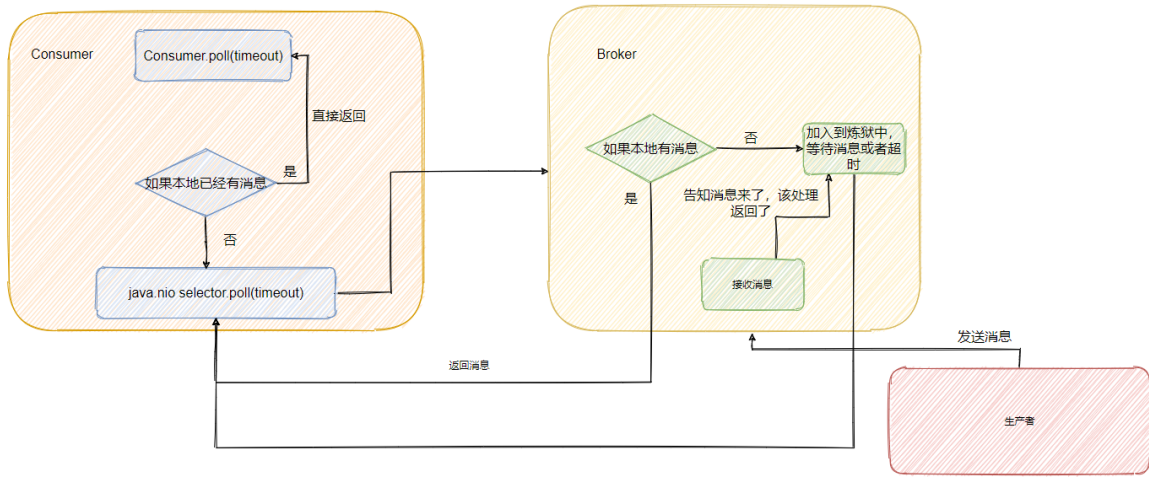 Consumer
Consumer.poll(timeout)
直接返回
如果本地已经有消息
是
否
java.nio selector.poll(timeout)
Broker
如果本地有消息
否
加入到炼狱中,
等待消息或者超
时
是
告知消息来了，该处理
返回了
接收消息
返回消息
发送消息
生产者